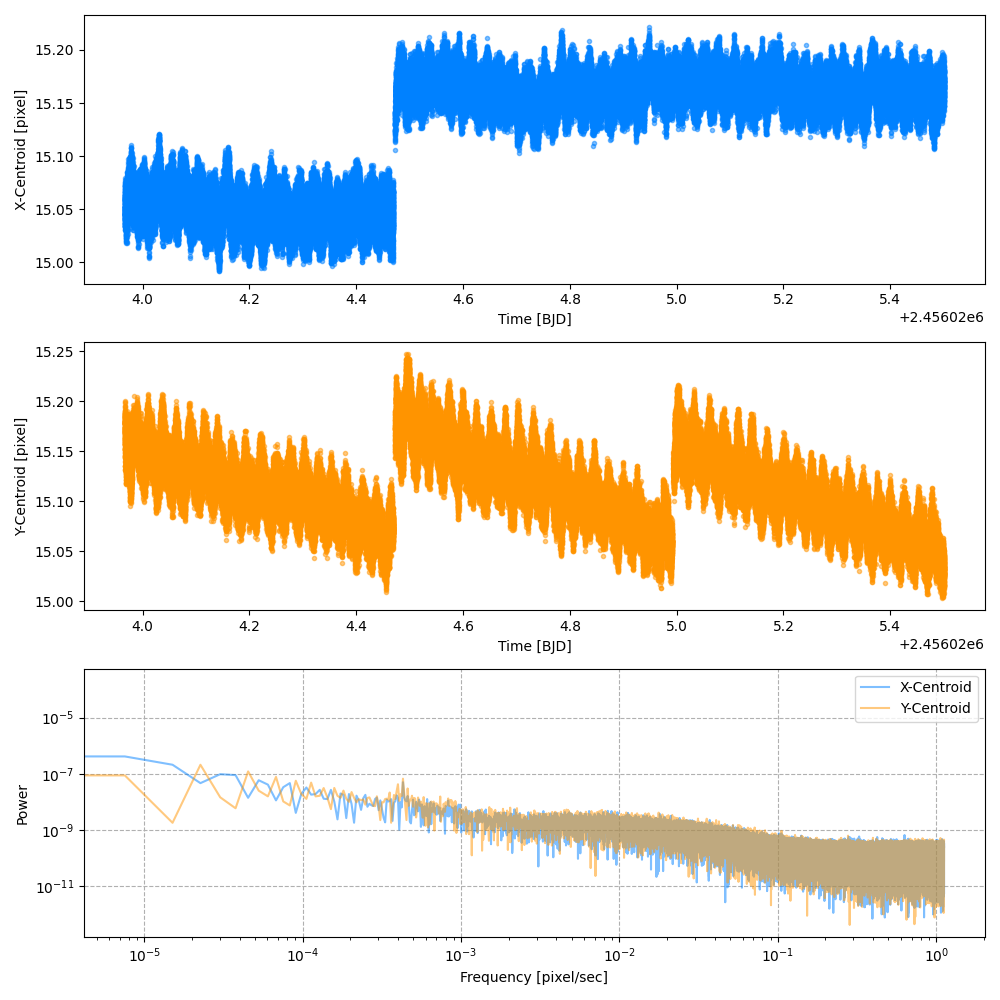 15.20
15.15
15.10
15.05
15.00
X-Centroid [pixel]
4.0 4.2 4.4 4.6 4.8 5.0 5.2 5.4
Time [BJD]
+2.45602e6
15.25
15.20
15.15
15.10
15.05
15.00
Y-Centroid [pixel]
4.0 4.2 4.4 4.6 4.8 5.0 5.2 5.4
Time [BJD]
+2.45602e6
X-Centroid
Y-Centroid
10⁻⁵
10⁻⁷
10⁻⁹
10⁻¹¹
Power
10⁻⁵ 10⁻⁴ 10⁻³ 10⁻² 10⁻¹ 10⁰
Frequency [pixel/sec]